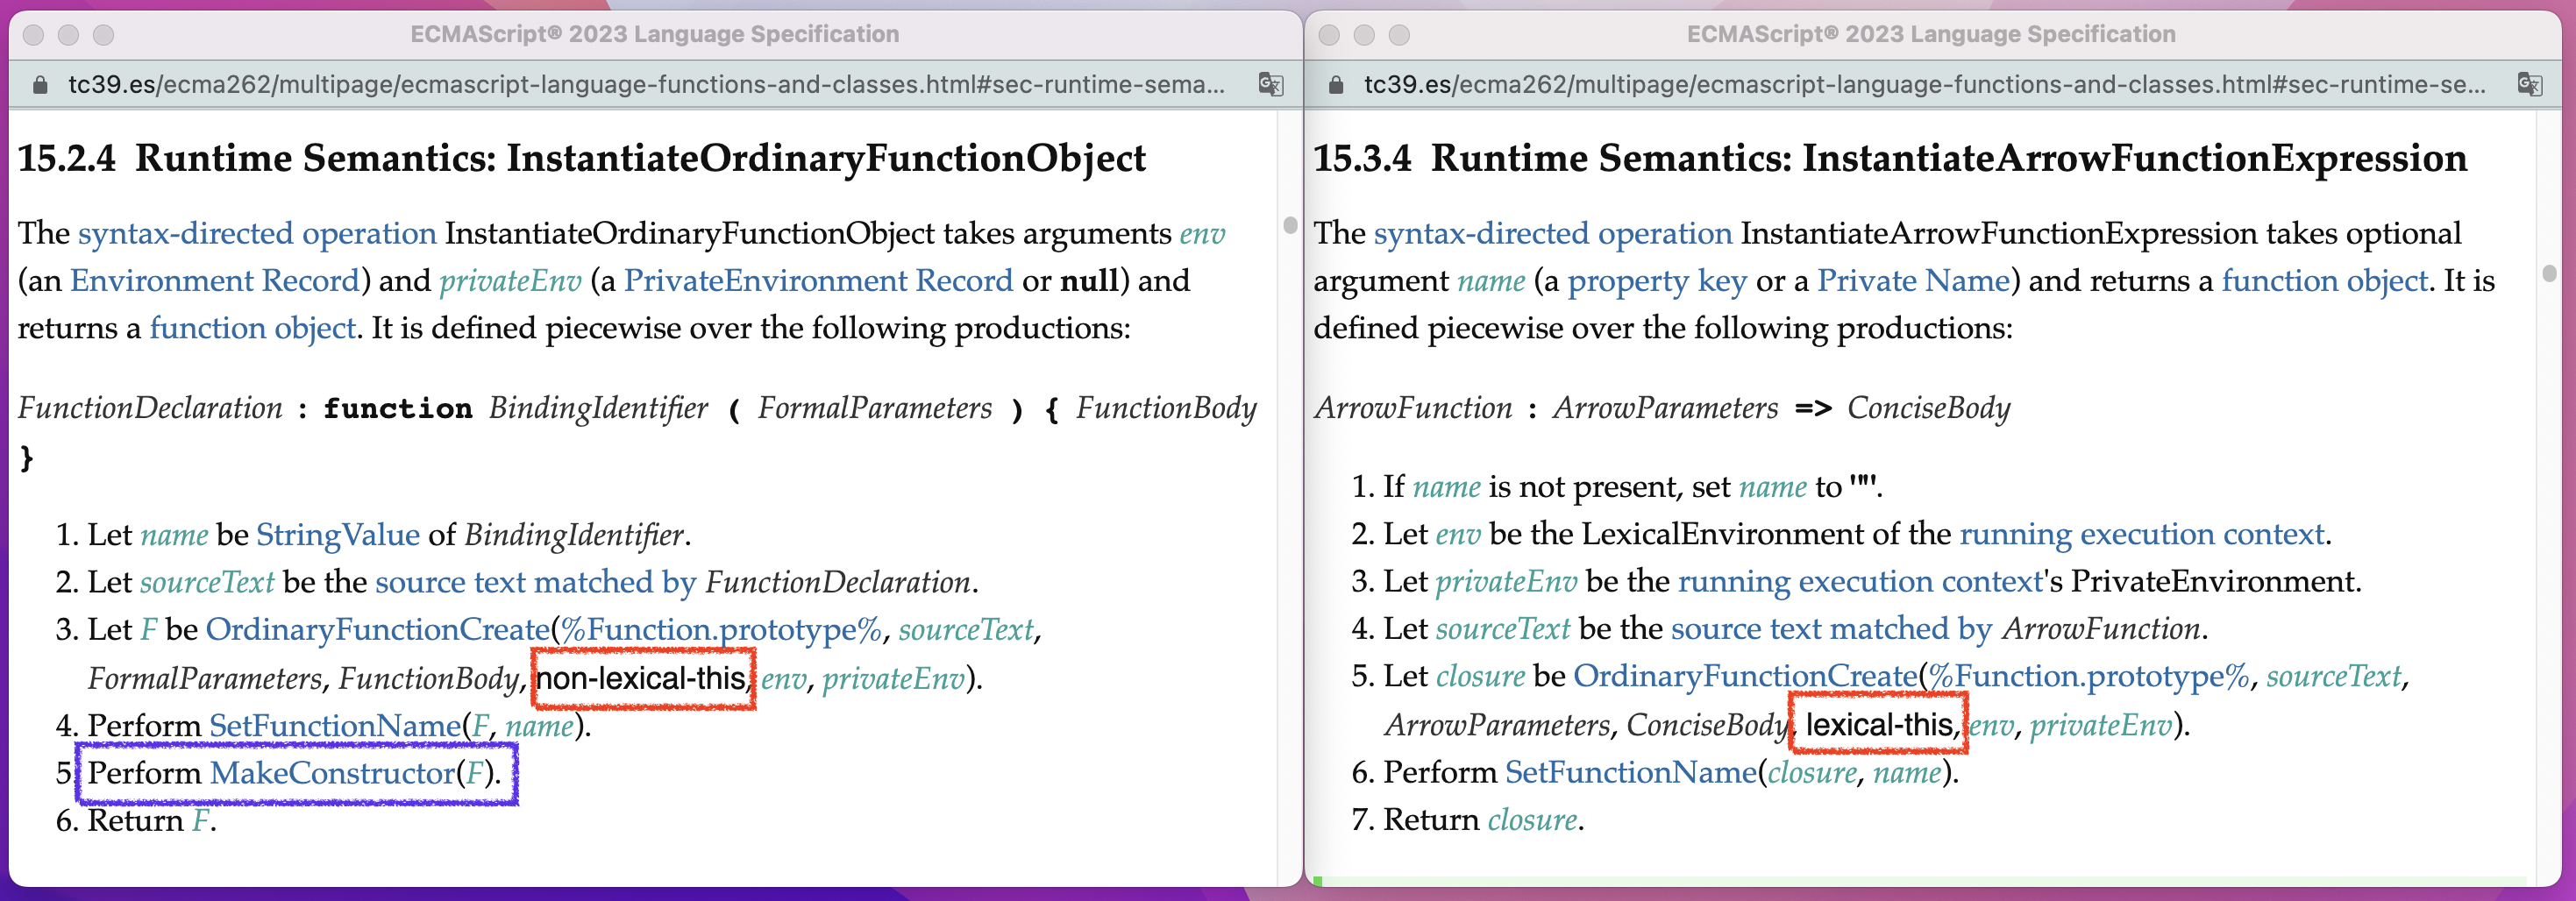 ECMAScript® 2023 Language Specification
tc39.es/ecma262/multipage/ecmascript-language-functions-and-classes.html#sec-runtime-sema...
15.2.4 Runtime Semantics: InstantiateOrdinaryFunctionObject
The syntax-directed operation InstantiateOrdinaryFunctionObject takes arguments env
(an Environment Record) and privateEnv (a PrivateEnvironment Record or null) and
returns a function object. It is defined piecewise over the following productions:
FunctionDeclaration : function BindingIdentifier ( FormalParameters ) { FunctionBody
}
1. Let name be StringValue of BindingIdentifier.
2. Let sourceText be the source text matched by FunctionDeclaration.
3. Let F be OrdinaryFunctionCreate(%Function.prototype%, sourceText,
FormalParameters, FunctionBody, non-lexical-this, env, privateEnv).
4. Perform SetFunctionName(F, name).
5. Perform MakeConstructor(F).
6. Return F.
ECMAScript® 2023 Language Specification
tc39.es/ecma262/multipage/ecmascript-language-functions-and-classes.html#sec-runtime-se...
15.3.4 Runtime Semantics: InstantiateArrowFunctionExpression
The syntax-directed operation InstantiateArrowFunctionExpression takes optional
argument name (a property key or a Private Name) and returns a function object. It is
defined piecewise over the following productions:
ArrowFunction : ArrowParameters => ConciseBody
1. If name is not present, set name to "".
2. Let env be the LexicalEnvironment of the running execution context.
3. Let privateEnv be the running execution context's PrivateEnvironment.
4. Let sourceText be the source text matched by ArrowFunction.
5. Let closure be OrdinaryFunctionCreate(%Function.prototype%, sourceText,
ArrowParameters, ConciseBody, lexical-this, env, privateEnv).
6. Perform SetFunctionName(closure, name).
7. Return closure.